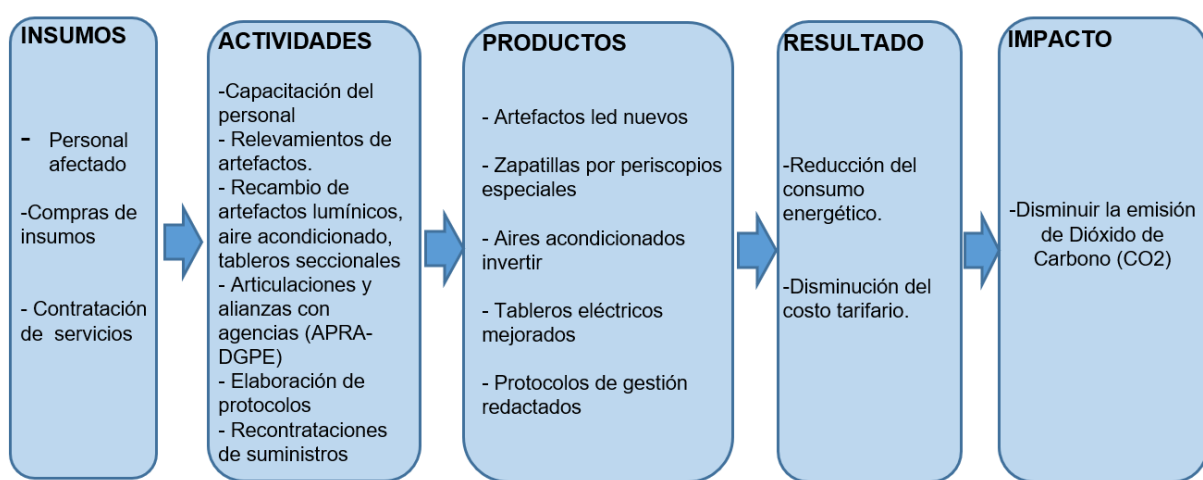 INSUMOS
- Personal
afectado
-Compras de
insumos
- Contratación
de servicios
ACTIVIDADES
-Capacitación del
personal
- Relevamientos de
artefactos.
- Recambio de
artefactos lumínicos,
aire acondicionado,
tableros seccionales
- Articulaciones y
alianzas con
agencias (APRA-
DGPE)
- Elaboración de
protocolos
- Recontrataciones
de suministros
PRODUCTOS
- Artefactos led nuevos
- Zapatillas por periscopios
especiales
- Aires acondicionados
invertir
- Tableros eléctricos
mejorados
- Protocolos de gestión
redactados
RESULTADO
-Reducción del
consumo
energético.
-Disminución del
costo tarifario.
IMPACTO
-Disminuir la emisión
de Dióxido de
Carbono (CO2)